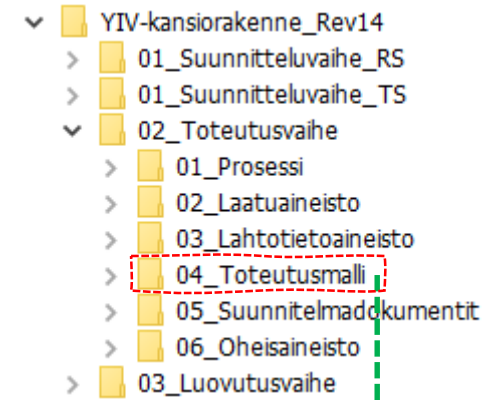 YIV-kansiorakenne_Rev14
01_Suunnitteluvaihe_RS
01_Suunnitteluvaihe_TS
02_Toteutusvaihe
01_Prosessi
02_Laatuaineisto
03_Lahtotietoaineisto
04_Toteutusmalli
05_Suunnitelmadokumentit
06_Oheisaineisto
03_Luovutusvaihe